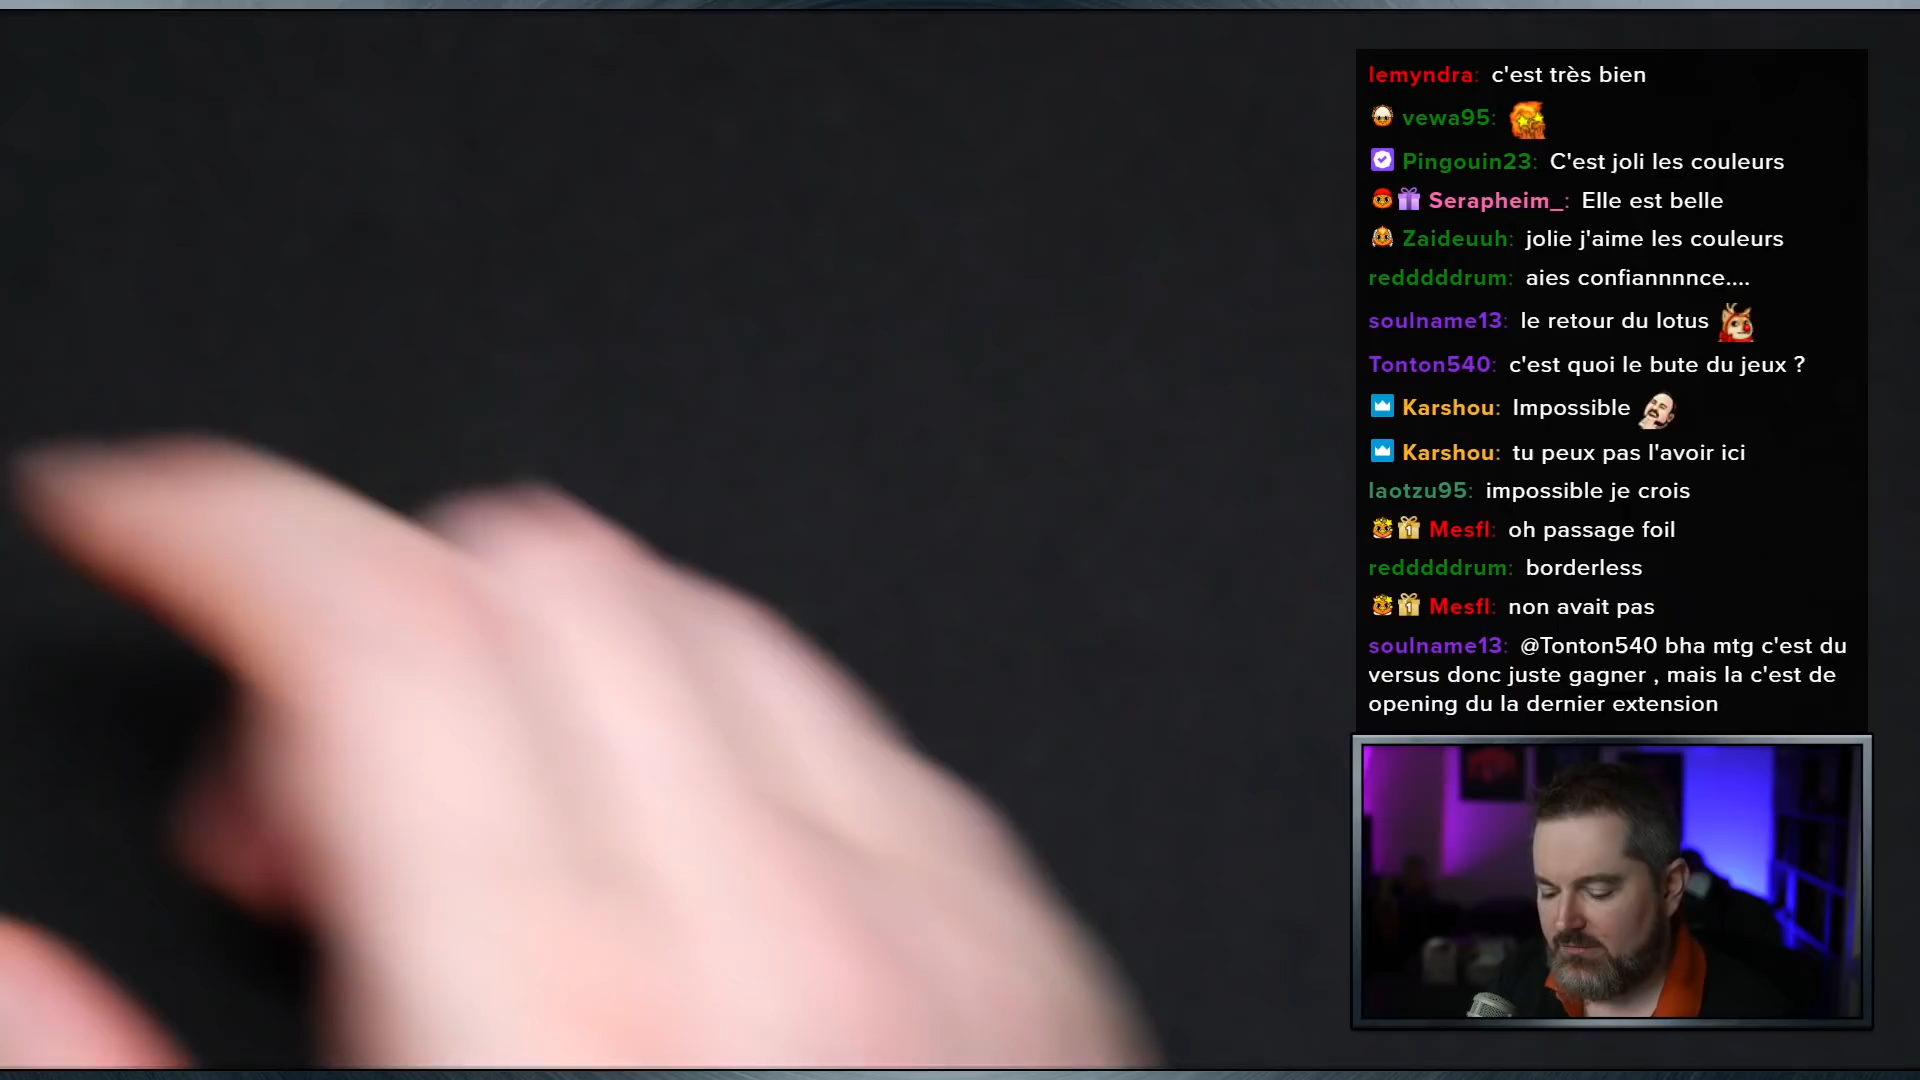 lemyndra: c'est très bien
vewa95:
Pingouin23: C'est joli les couleurs
Serapheim_: Elle est belle
Zaideuuh: jolie j'aime les couleurs
redddddrum: aies confiannnnce....
soulname13: le retour du lotus
Tonton540: c'est quoi le bute du jeux ?
Karshou: Impossible
Karshou: tu peux pas l'avoir ici
laotzu95: impossible je crois
Mesfl: oh passage foil
redddddrum: borderless
Mesfl: non avait pas
soulname13: @Tonton540 bha mtg c'est du
versus donc juste gagner , mais la c'est de
opening du la dernier extension